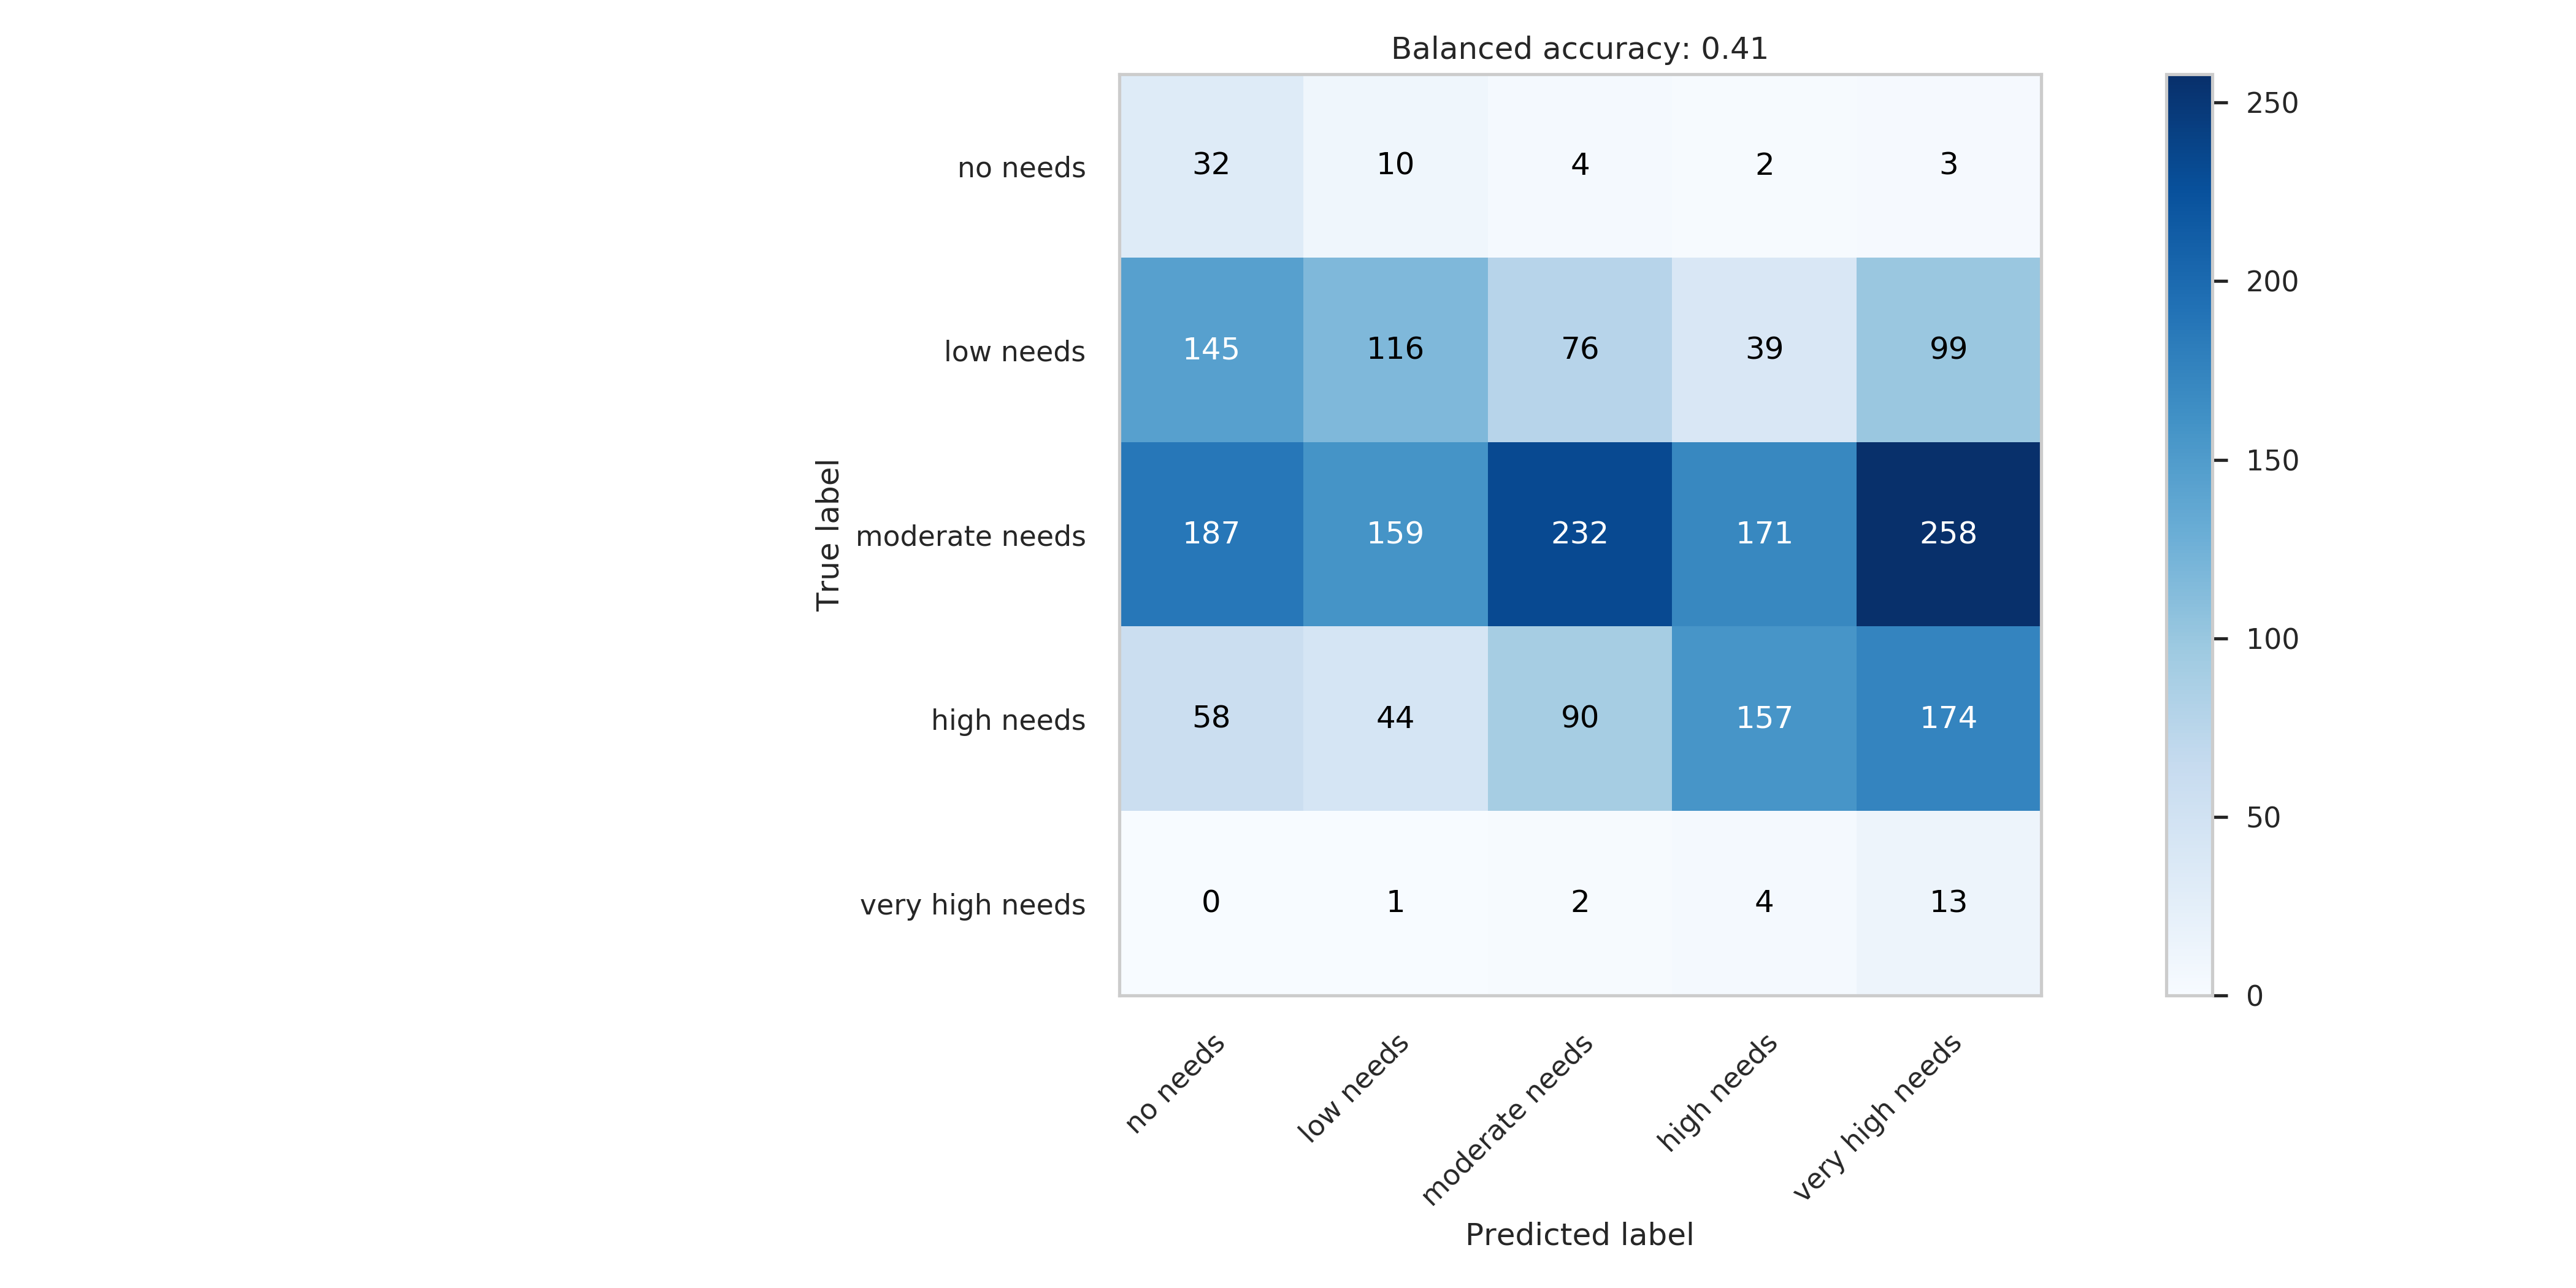 Balanced accuracy: 0.41
True label
no needs 32 10 4 2 3
low needs 145 116 76 39 99
moderate needs 187 159 232 171 258
high needs 58 44 90 157 174
very high needs 0 1 2 4 13
no needs low needs moderate needs high needs very high needs
Predicted label
250
200
150
100
50
0